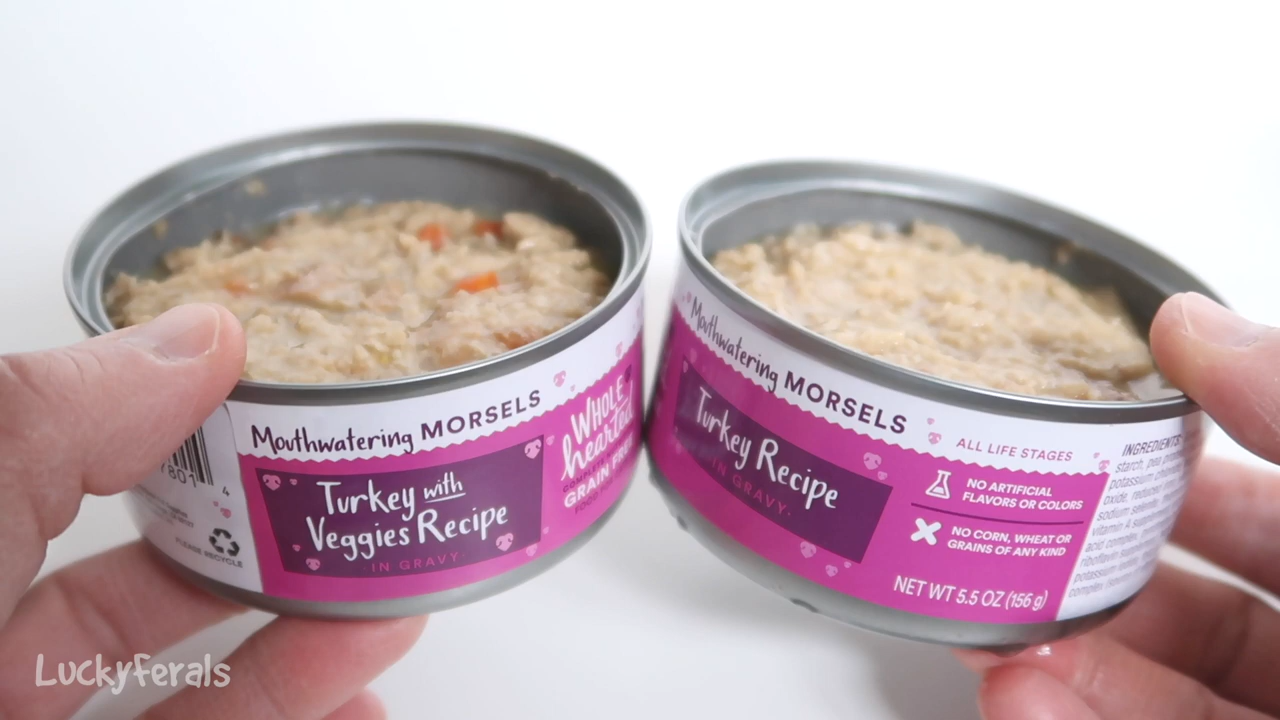 Mouthwatering MORSELS
Turkey with
Veggies Recipe
IN GRAVY
WHOLE
hearted
GRAIN FREE
7801
4
PLEASE RECYCLE
Mouthwatering MORSELS
Turkey Recipe
IN GRAVY
ALL LIFE STAGES
NO ARTIFICIAL
FLAVORS OR COLORS
NO CORN, WHEAT OR
GRAINS OF ANY KIND
NET WT 5.5 OZ (156 g)
INGREDIENTS:
LuckyFerals